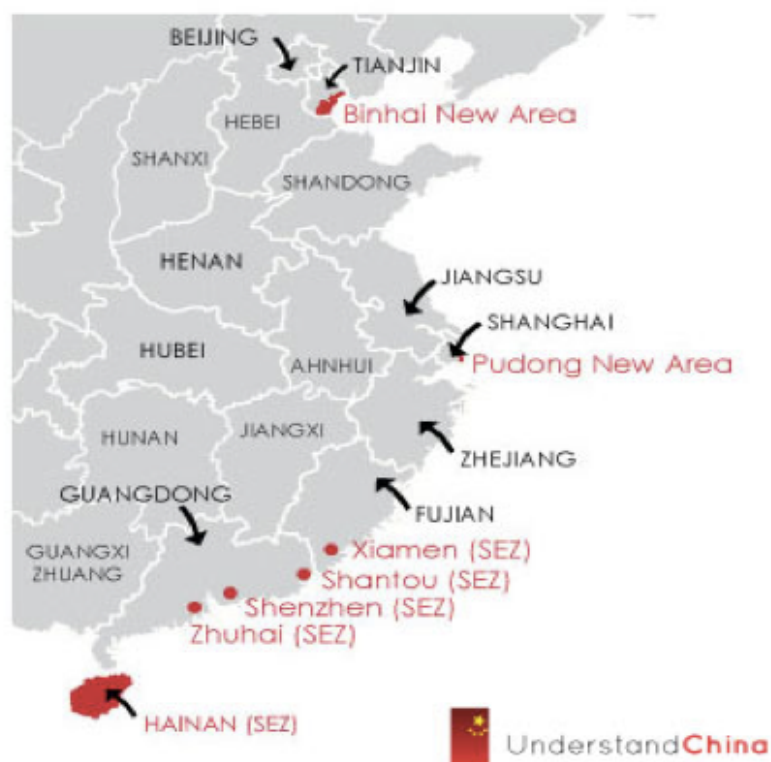 BEIJING
TIANJIN
Binhai New Area
HEBEI
SHANXI
SHANDONG
HENAN
JIANGSU
SHANGHAI
HUBEI
AHNHUI
Pudong New Area
HUNAN
JIANGXI
ZHEJIANG
GUANGDONG
FUJIAN
GUANGXI
ZHUANG
Xiamen (SEZ)
Shantou (SEZ)
Shenzhen (SEZ)
Zhuhai (SEZ)
HAINAN (SEZ)
UnderstandChina